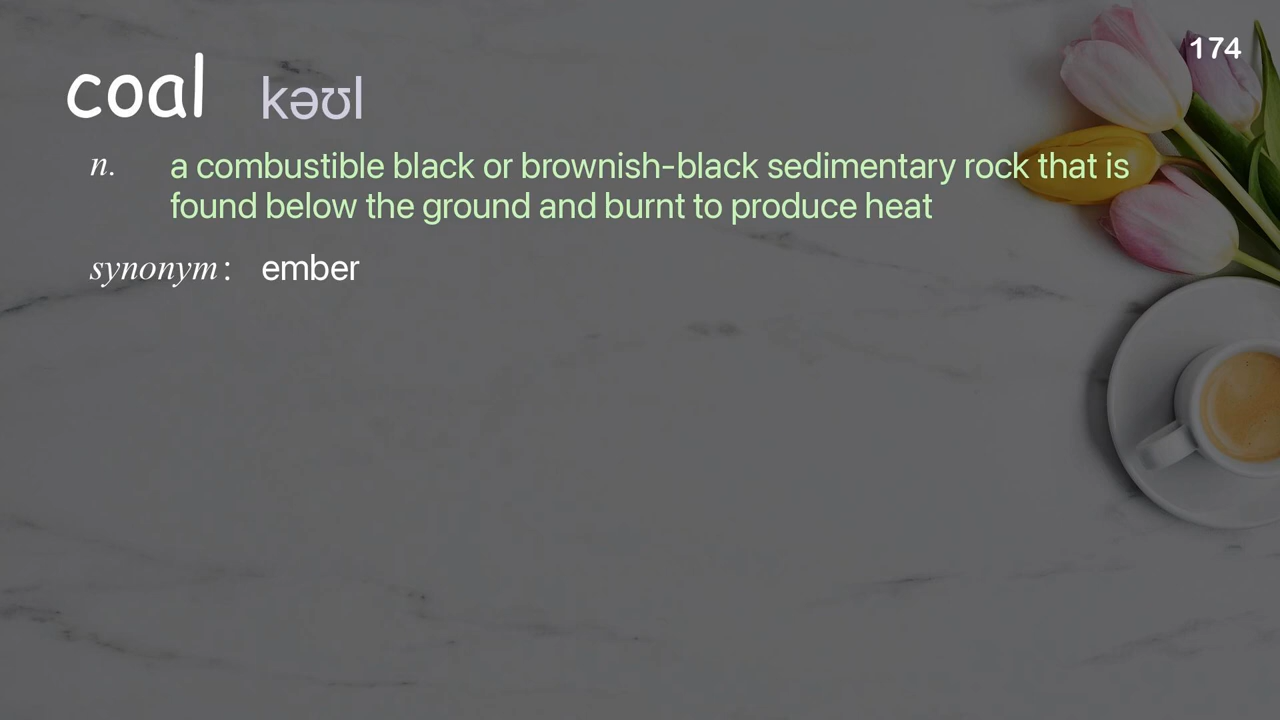 174
coal kəʊl
n. a combustible black or brownish-black sedimentary rock that is
found below the ground and burnt to produce heat
synonym: ember